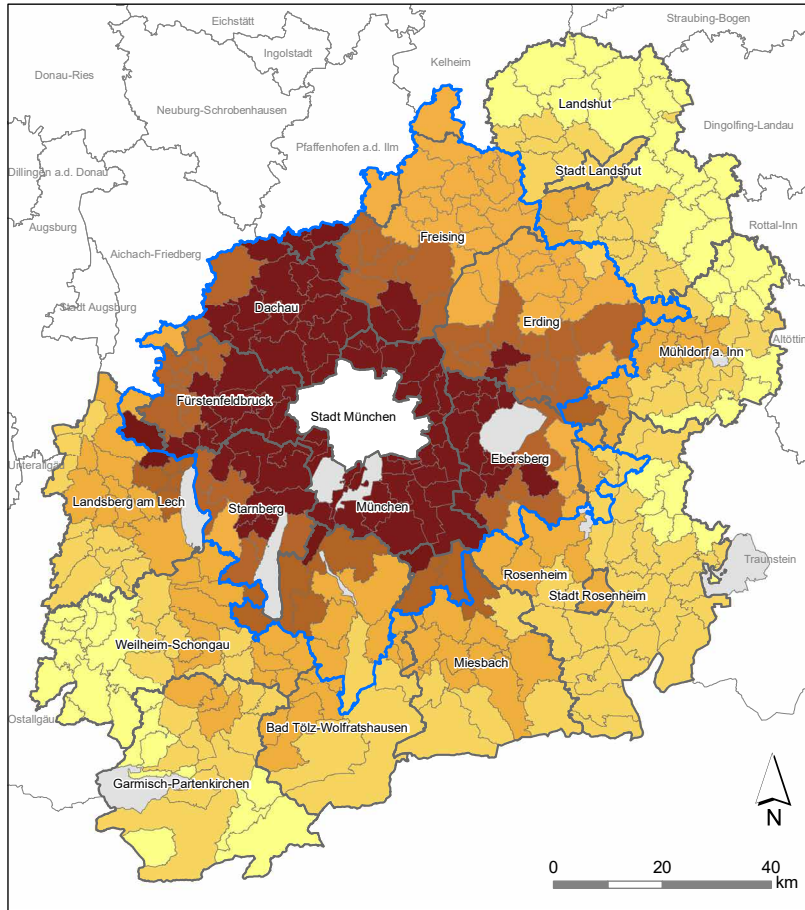 Eichstätt
Straubing-Bogen
Ingolstadt
Kelheim
Donau-Ries
Landshut
Neuburg-Schrobenhausen
Dingolfing-Landau
Pfaffenhofen a.d. Ilm
Dillingen a.d. Donau
Stadt Landshut
Augsburg
Rottal-Inn
Freising
Aichach-Friedberg
Stadt Augsburg
Dachau
Erding
Altöttin
Mühldorf a. Inn
Fürstenfeldbruck
Stadt München
Ebersberg
Unterallgäu
Landsberg am Lech
Starnberg
München
Traunstein
Rosenheim
Stadt Rosenheim
Weilheim-Schongau
Miesbach
Ostallgäu
Bad Tölz-Wolfratshausen
Garmisch-Partenkirchen
N
0 20 40
km